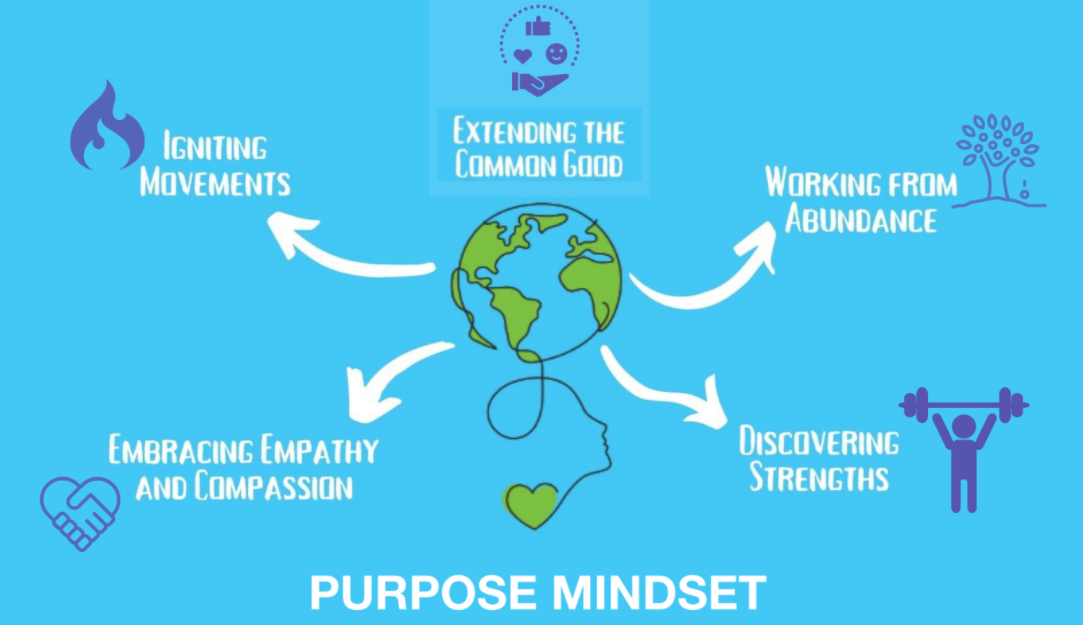 Extending the
Common Good
Igniting
Movements
Working from
Abundance
Embracing Empathy
and Compassion
Discovering
Strengths
PURPOSE MINDSET